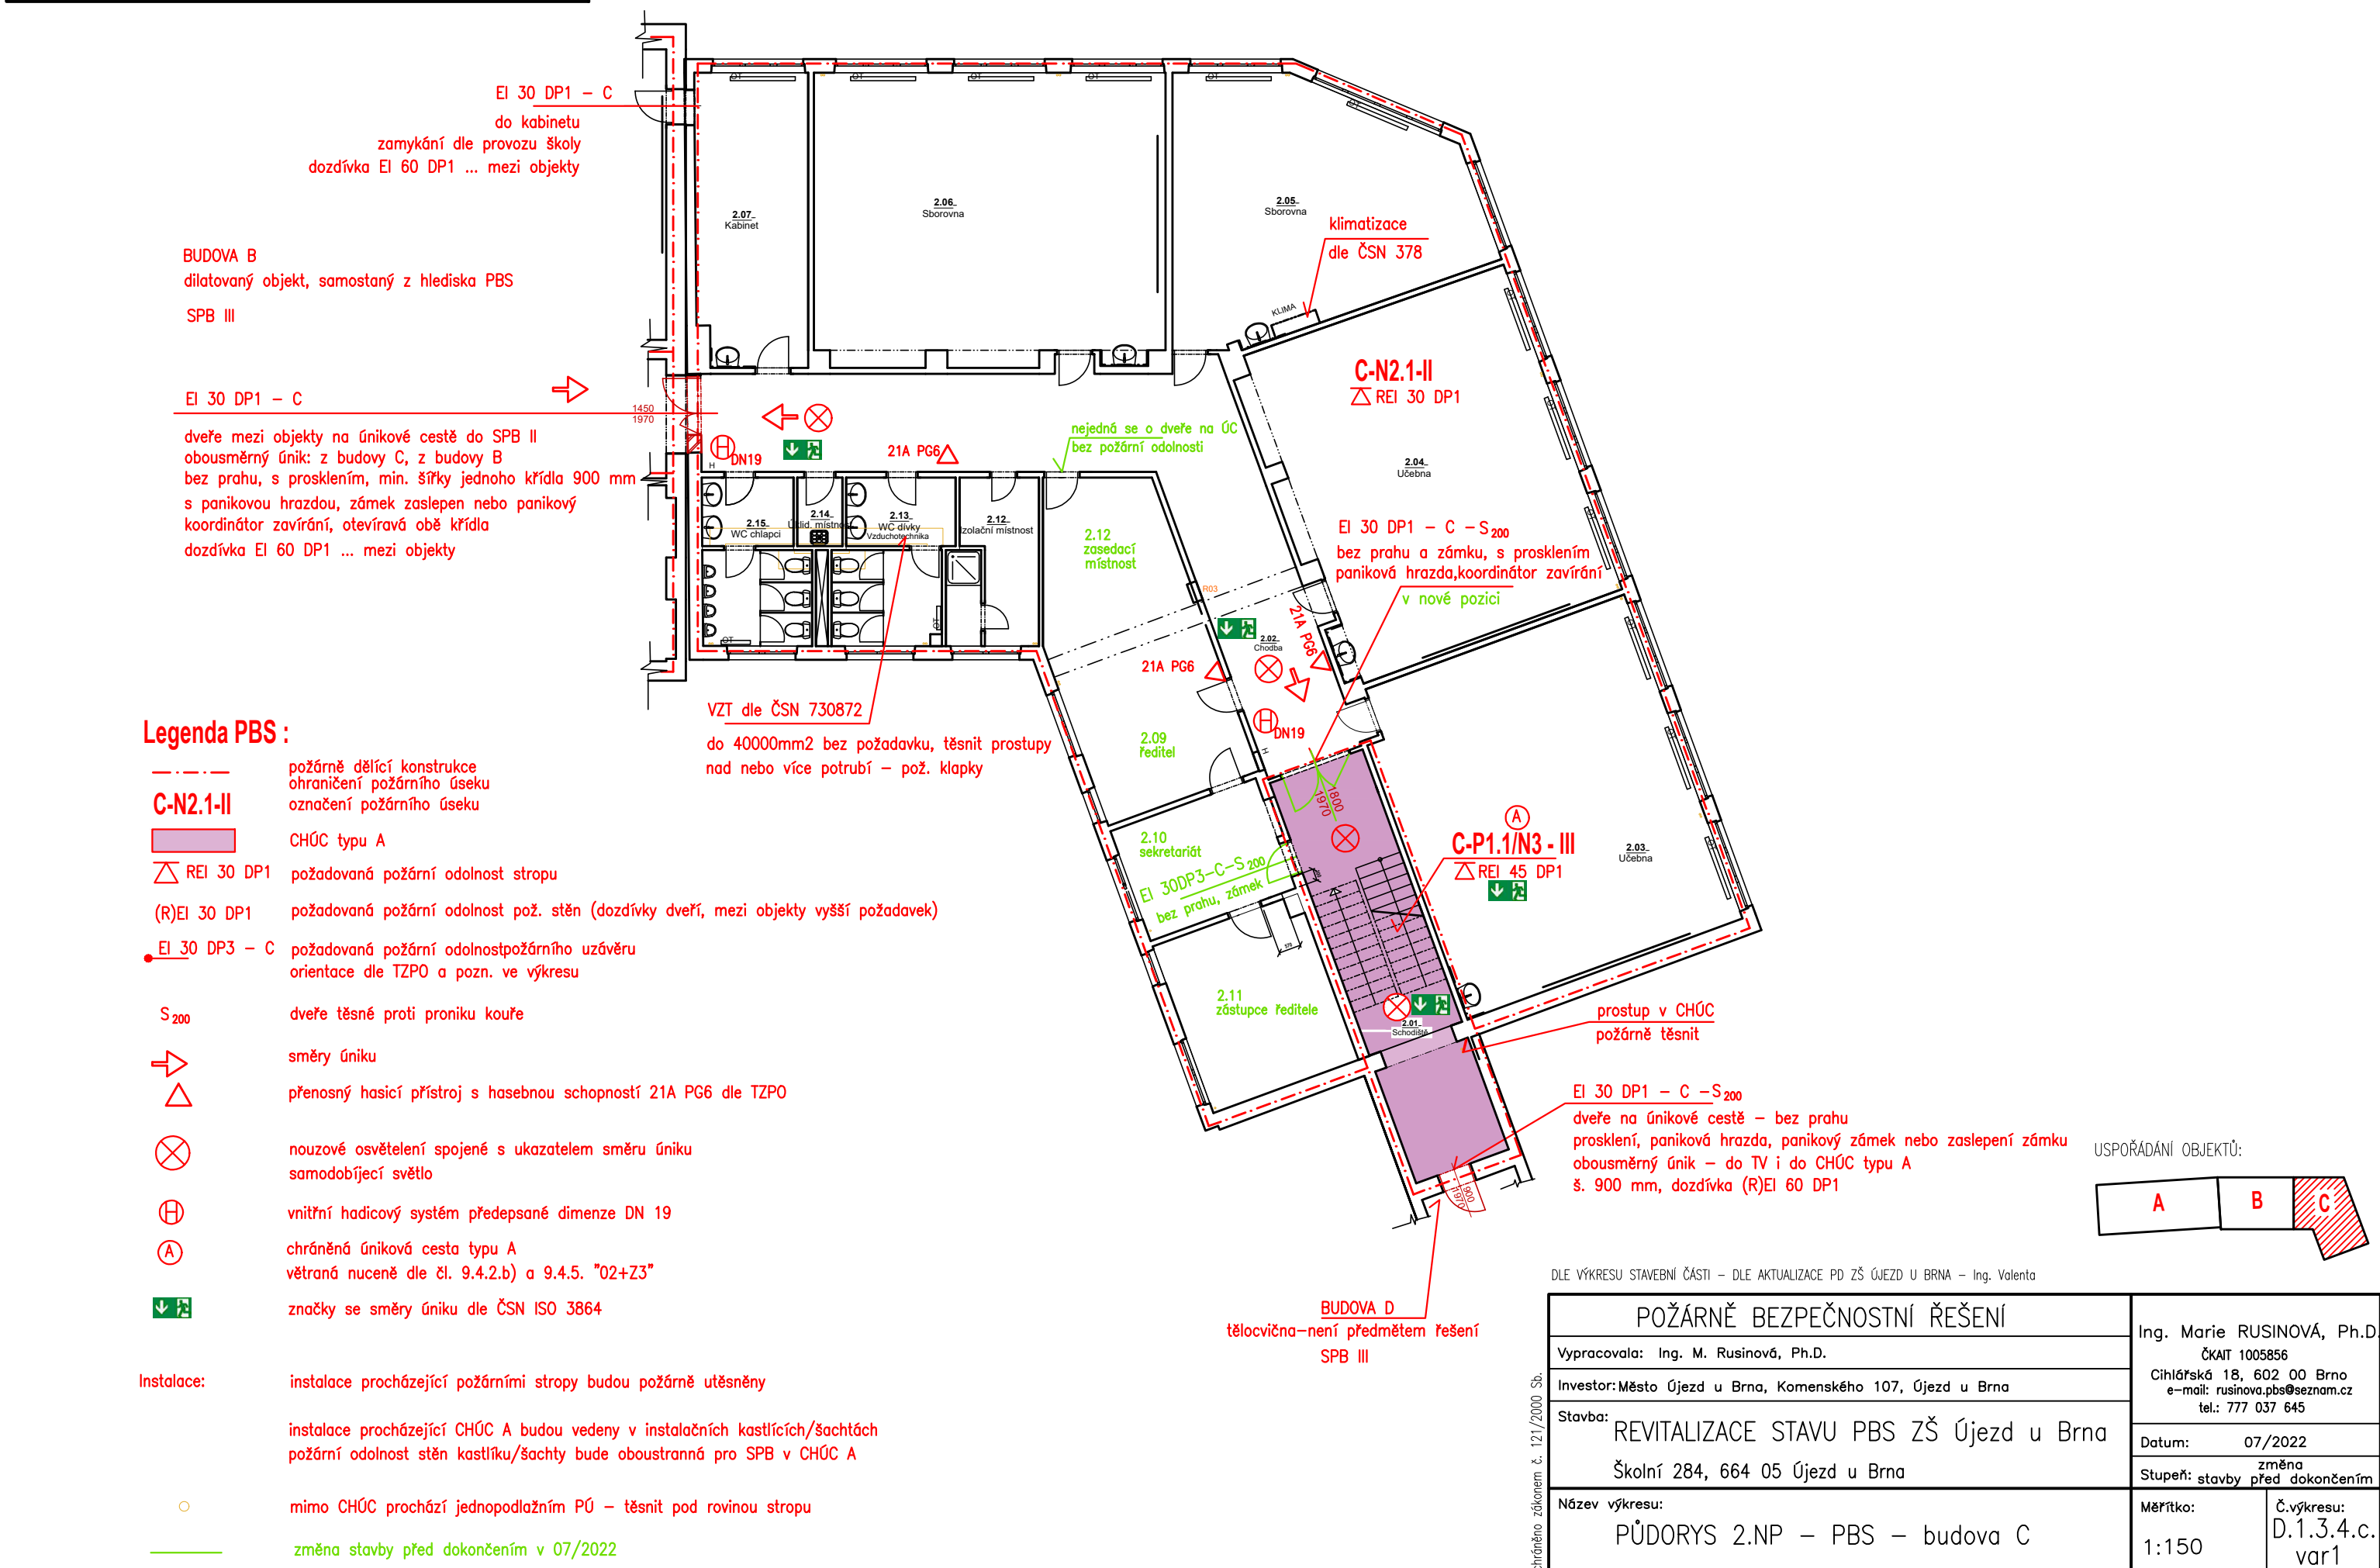 EI 30 DP1 – C
do kabinetu
zamykání dle provozu školy
dozdívka EI 60 DP1 ... mezi objekty
BUDOVA B
dilatovaný objekt, samostaný z hlediska PBS
SPB III
EI 30 DP1 – C
dveře mezi objekty na únikové cestě do SPB II
obousměrný únik: z budovy C, z budovy B
bez prahu, s prosklením, min. šířky jednoho křídla 900 mm
s panikovou hrazdou, zámek zaslepen nebo panikový
koordinátor zavírání, otevíravá obě křídla
dozdívka EI 60 DP1 ... mezi objekty
1450
1970
OT
OT
OT
OT
OT
OT
2.07
Kabinet
2.06
Sborovna
2.05
Sborovna
klimatizace
dle ČSN 378
KLIMA
OT
OT
OT
C-N2.1-II
REI 30 DP1
2.04
Učebna
H
DN19
H
21A PG6
nejedná se o dveře na ÚC
bez požární odolnosti
2.15
WC chlapci
2.14
Úklid. místnost
2.13
WC dívky
Vzduchotechnika
2.12
Izolační místnost
OT
OT
2.12
zasedací
místnost
R03
EI 30 DP1 – C –S200
bez prahu a zámku, s prosklením
paniková hrazda,koordinátor zavírání
v nové pozici
21A PG6
2.02
Chodba
21A PG6
H
DN19
H
2.09
ředitel
VZT dle ČSN 730872
do 40000mm2 bez požadavku, těsnit prostupy
nad nebo více potrubí – pož. klapky
OT
OT
OT
1800
1970
A
C-P1.1/N3 - III
REI 45 DP1
2.03
Učebna
2.10
sekretariát
EI 30DP3-C-S200
bez prahu, zámek
2.11
zástupce ředitele
2.01
Schodiště
prostup v CHÚC
požárně těsnit
EI 30 DP1 – C –S200
dveře na únikové cestě – bez prahu
prosklení, paniková hrazda, panikový zámek nebo zaslepení zámku
obousměrný únik – do TV i do CHÚC typu A
š. 900 mm, dozdívka (R)EI 60 DP1
900
1970
BUDOVA D
tělocvična–není předmětem řešení
SPB III
Legenda PBS :
požárně dělící konstrukce
ohraničení požárního úseku
C-N2.1-II označení požárního úseku
CHÚC typu A
REI 30 DP1 požadovaná požární odolnost stropu
(R)EI 30 DP1 požadovaná požární odolnost pož. stěn (dozdívky dveří, mezi objekty vyšší požadavek)
EI 30 DP3 – C požadovaná požární odolnostpožárního uzávěru
orientace dle TZPO a pozn. ve výkresu
S200 dveře těsné proti proniku kouře
směry úniku
přenosný hasicí přístroj s hasebnou schopností 21A PG6 dle TZPO
nouzové osvětelení spojené s ukazatelem směru úniku
samodobíjecí světlo
H vnitřní hadicový systém předepsané dimenze DN 19
A chráněná úniková cesta typu A
větraná nuceně dle čl. 9.4.2.b) a 9.4.5. "02+Z3"
značky se směry úniku dle ČSN ISO 3864
Instalace: instalace procházející požárními stropy budou požárně utěsněny
instalace procházející CHÚC A budou vedeny v instalačních kastlících/šachtách
požární odolnost stěn kastlíku/šachty bude oboustranná pro SPB v CHÚC A
mimo CHÚC prochází jednopodlažním PÚ – těsnit pod rovinou stropu
změna stavby před dokončením v 07/2022
USPOŘÁDÁNÍ OBJEKTŮ:
A
B
C
DLE VÝKRESU STAVEBNÍ ČÁSTI – DLE AKTUALIZACE PD ZŠ ÚJEZD U BRNA – Ing. Valenta
chráněno zákonem č. 121/2000 Sb.
POŽÁRNĚ BEZPEČNOSTNÍ ŘEŠENÍ
Vypracovala: Ing. M. Rusinová, Ph.D.
Investor: Město Újezd u Brna, Komenského 107, Újezd u Brna
Stavba:
REVITALIZACE STAVU PBS ZŠ Újezd u Brna
Školní 284, 664 05 Újezd u Brna
Název výkresu:
PŮDORYS 2.NP – PBS – budova C
Ing. Marie RUSINOVÁ, Ph.D.
ČKAIT 1005856
Cihlářská 18, 602 00 Brno
e–mail: rusinova.pbs@seznam.cz
tel.: 777 037 645
Datum: 07/2022
Stupeň: změna
stavby před dokončením
Měřítko:
1:150
Č.výkresu:
D.1.3.4.c.
var1